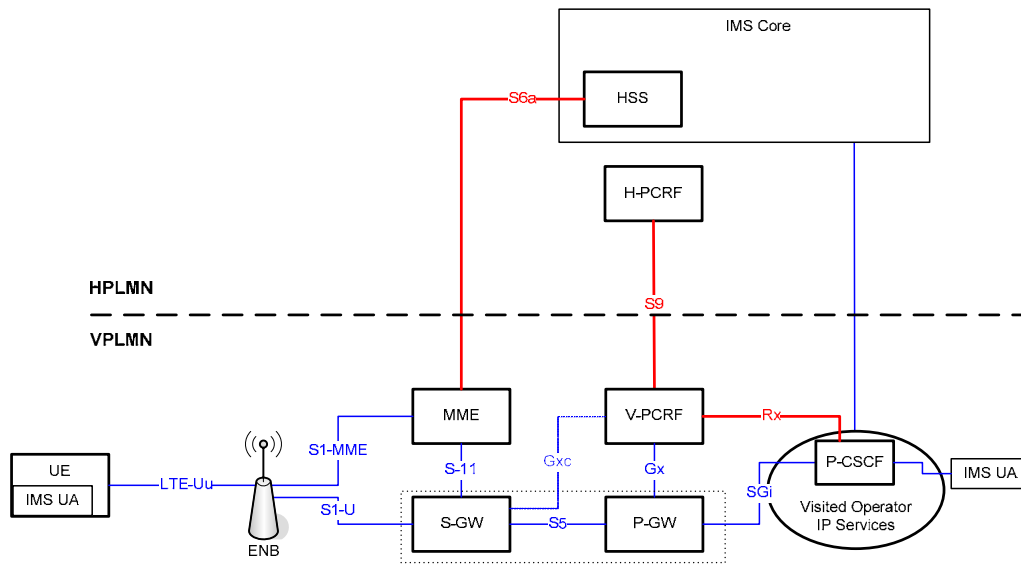 IMS Core
HSS
S6a
H-PCRF
HPLMN
S9
VPLMN
MME
V-PCRF
Rx
S1-MME
Gxc
S-11
Gx
P-CSCF
UE
IMS UA
LTE-Uu
SGi
IMS UA
S1-U
S-GW
S5
P-GW
Visited Operator
IP Services
ENB